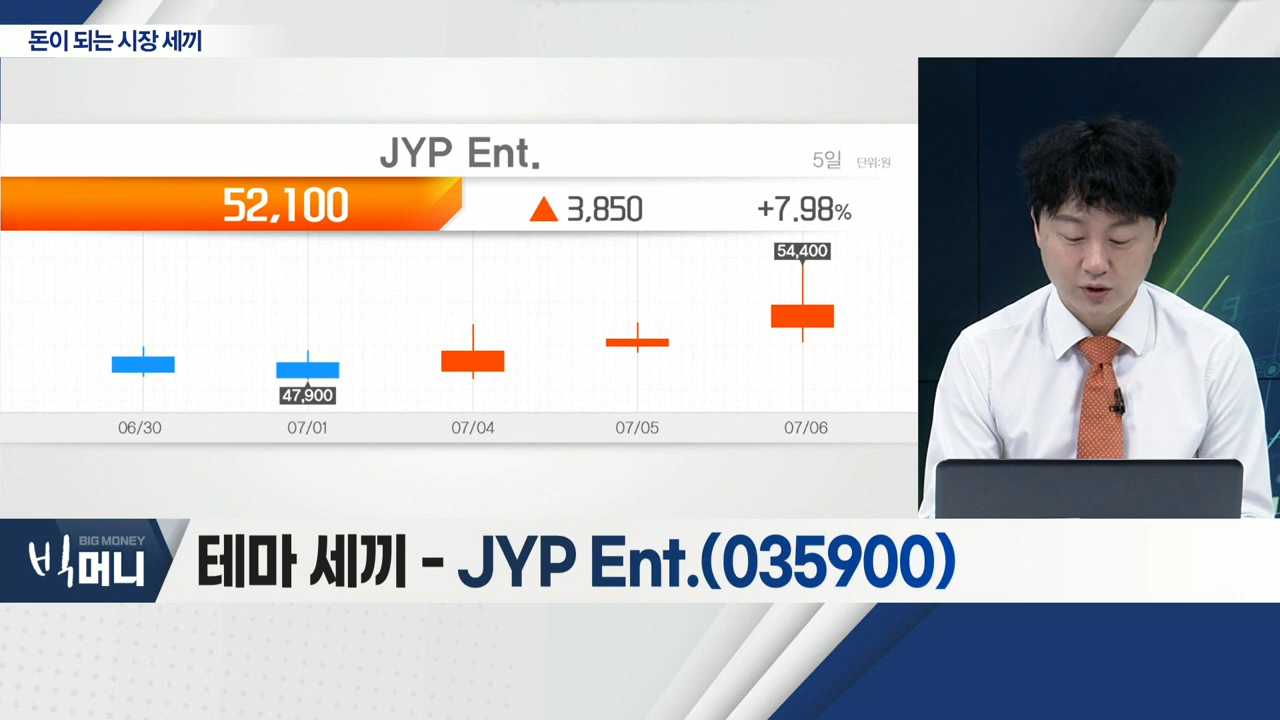 돈이 되는 시장 세끼
JYP Ent.
5일 단위:원
52,100 ▲ 3,850 +7.98%
54,400
47,900
06/30 07/01 07/04 07/05 07/06
BIG MONEY
빅머니
테마 세끼 - JYP Ent.(035900)